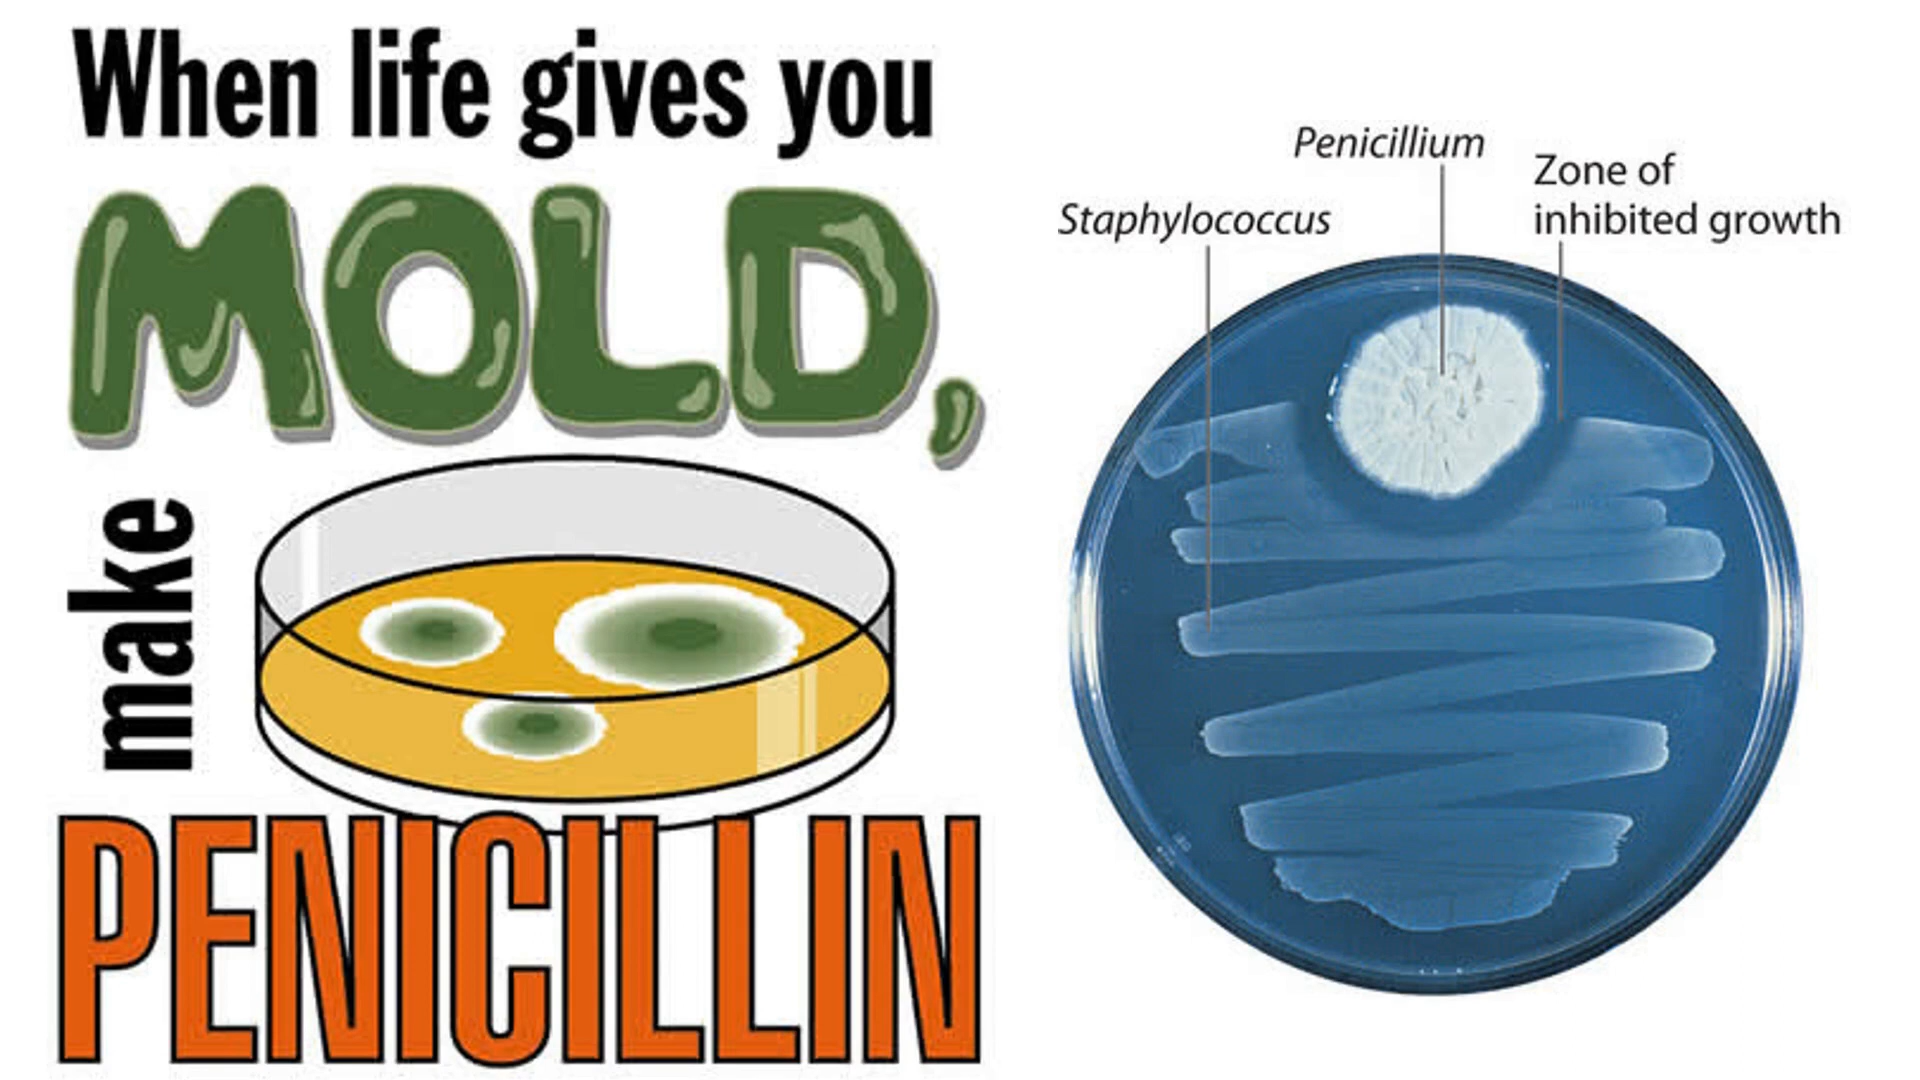 When life gives you
MOLD,
make
PENICILLIN
Penicillium
Zone of
inhibited growth
Staphylococcus